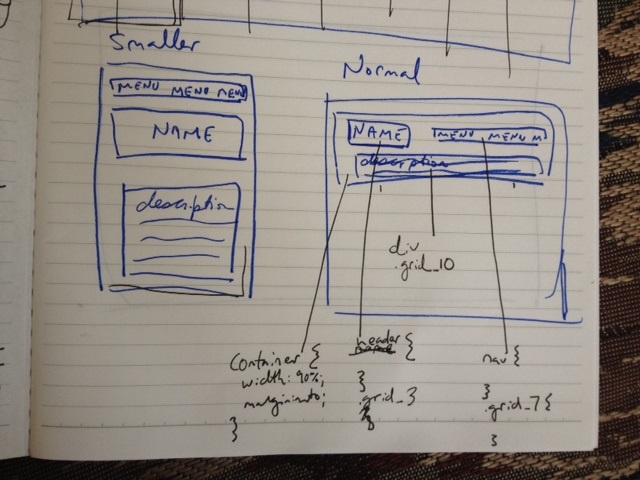 Smaller
MENU MENU MENU
NAME
description
Normal
NAME
MENU MENU M
description
div
.grid_10
Container {
width: 90%;
margin:auto;
}
header {
}
.grid_3
}
nav {
}
.grid_7 {
}